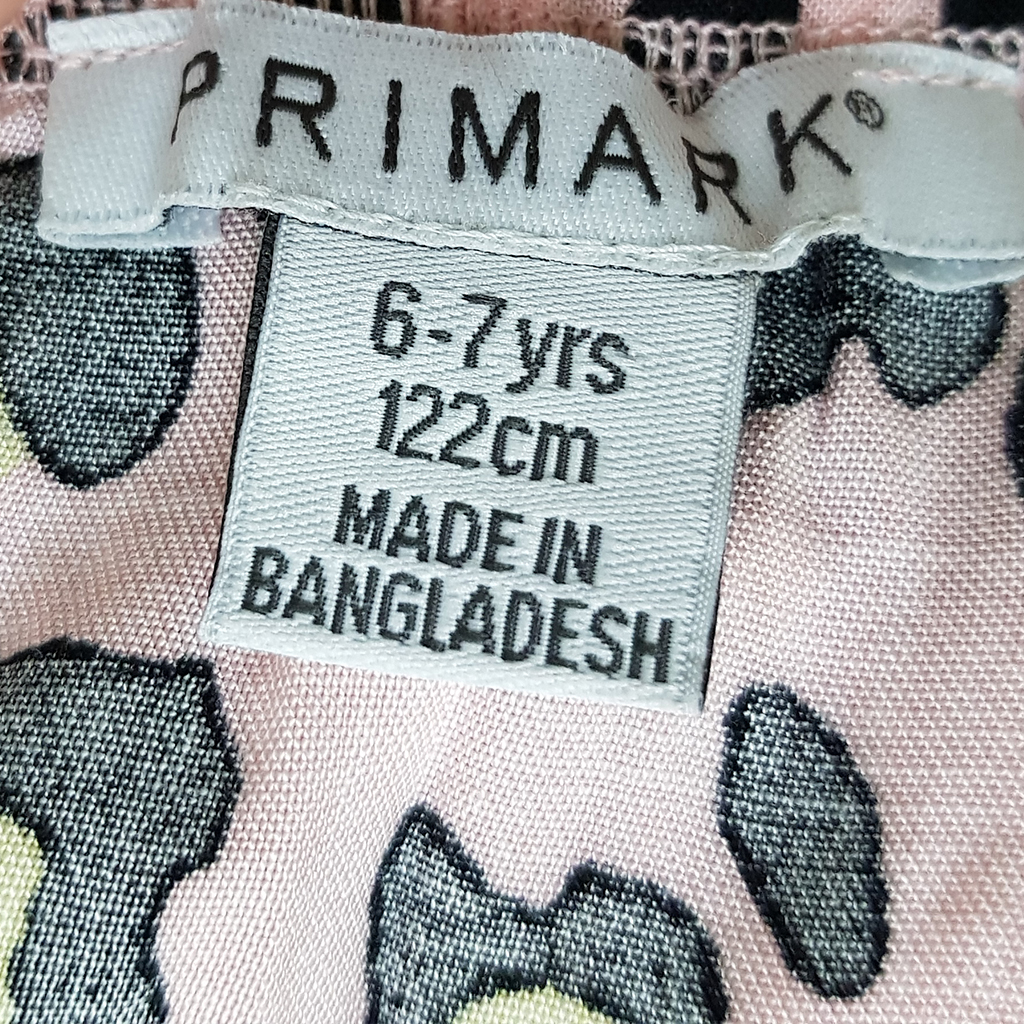 PRIMARK®
6-7 yrs
122cm
MADE IN
BANGLADESH